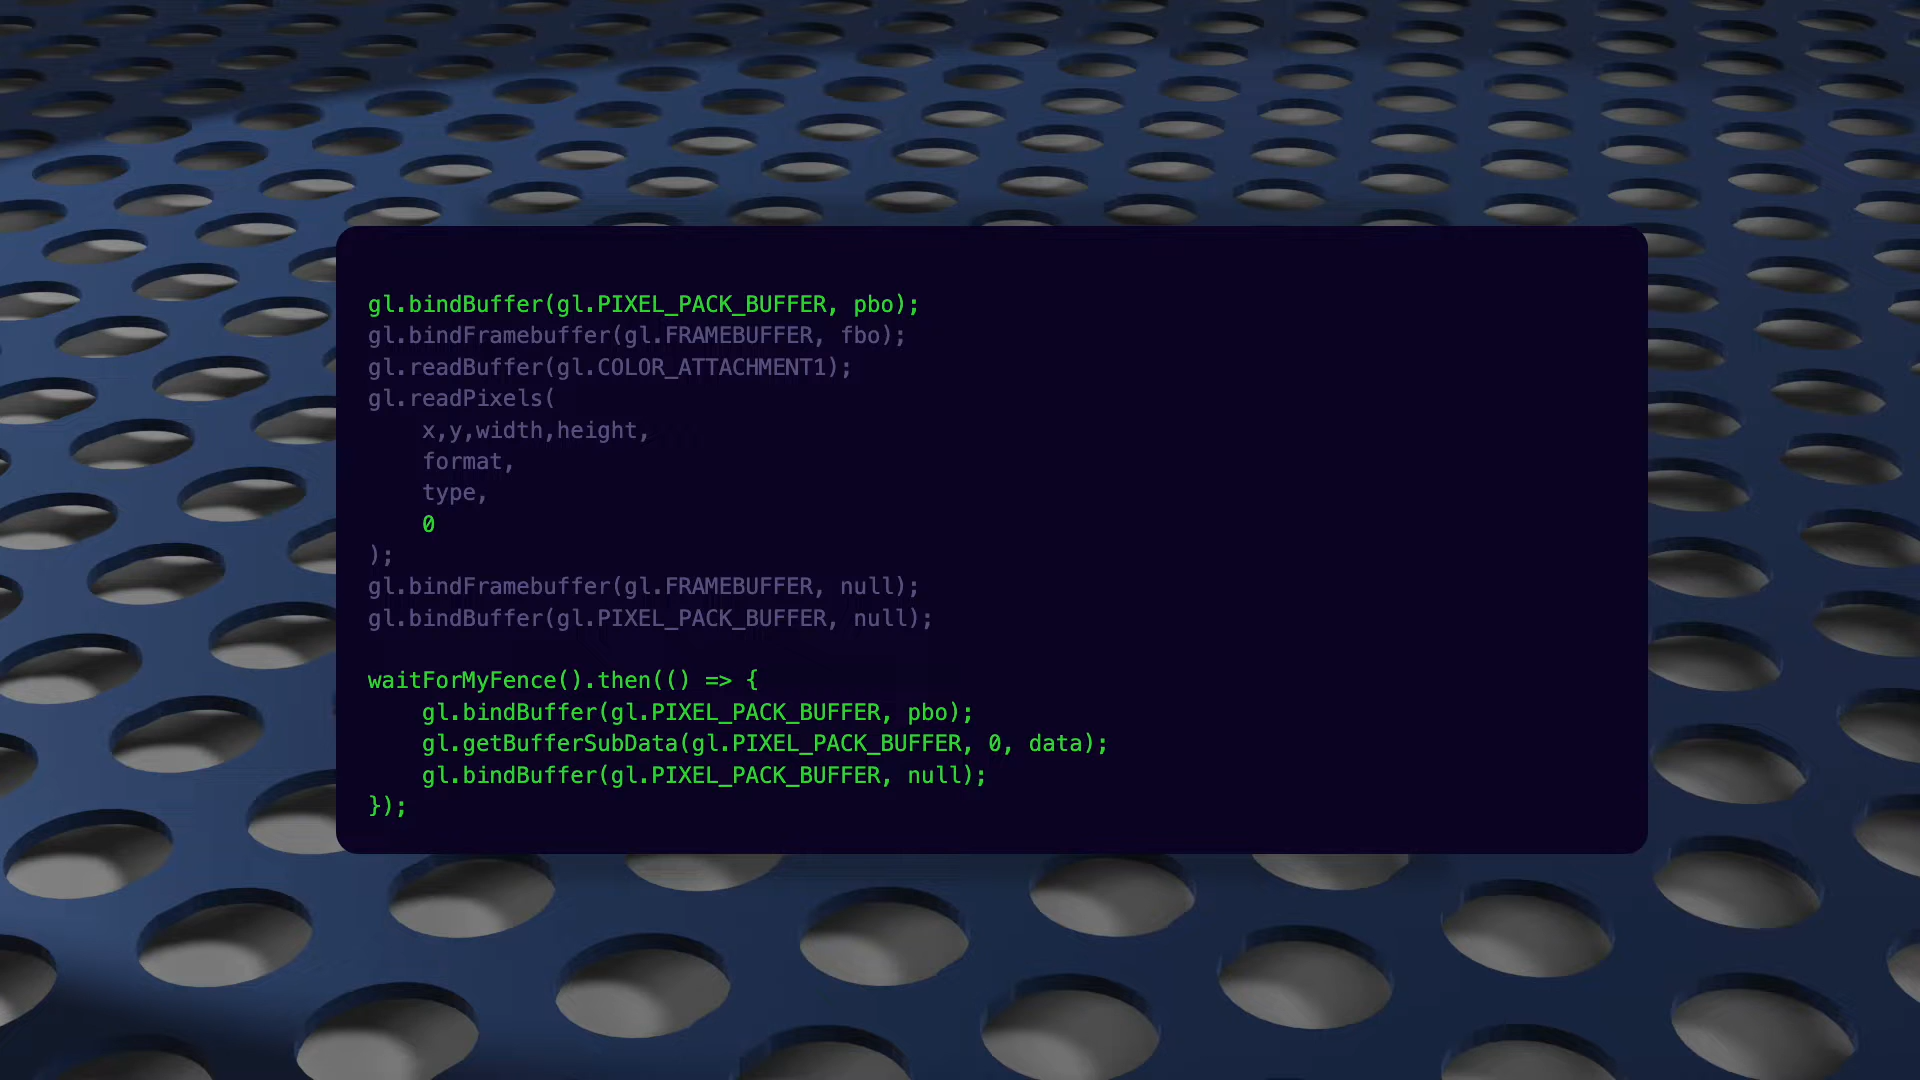 gl.bindBuffer(gl.PIXEL_PACK_BUFFER, pbo);
gl.bindFramebuffer(gl.FRAMEBUFFER, fbo);
gl.readBuffer(gl.COLOR_ATTACHMENT1);
gl.readPixels(
    x,y,width,height,
    format,
    type,
    0
);
gl.bindFramebuffer(gl.FRAMEBUFFER, null);
gl.bindBuffer(gl.PIXEL_PACK_BUFFER, null);

waitForMyFence().then(() => {
    gl.bindBuffer(gl.PIXEL_PACK_BUFFER, pbo);
    gl.getBufferSubData(gl.PIXEL_PACK_BUFFER, 0, data);
    gl.bindBuffer(gl.PIXEL_PACK_BUFFER, null);
});